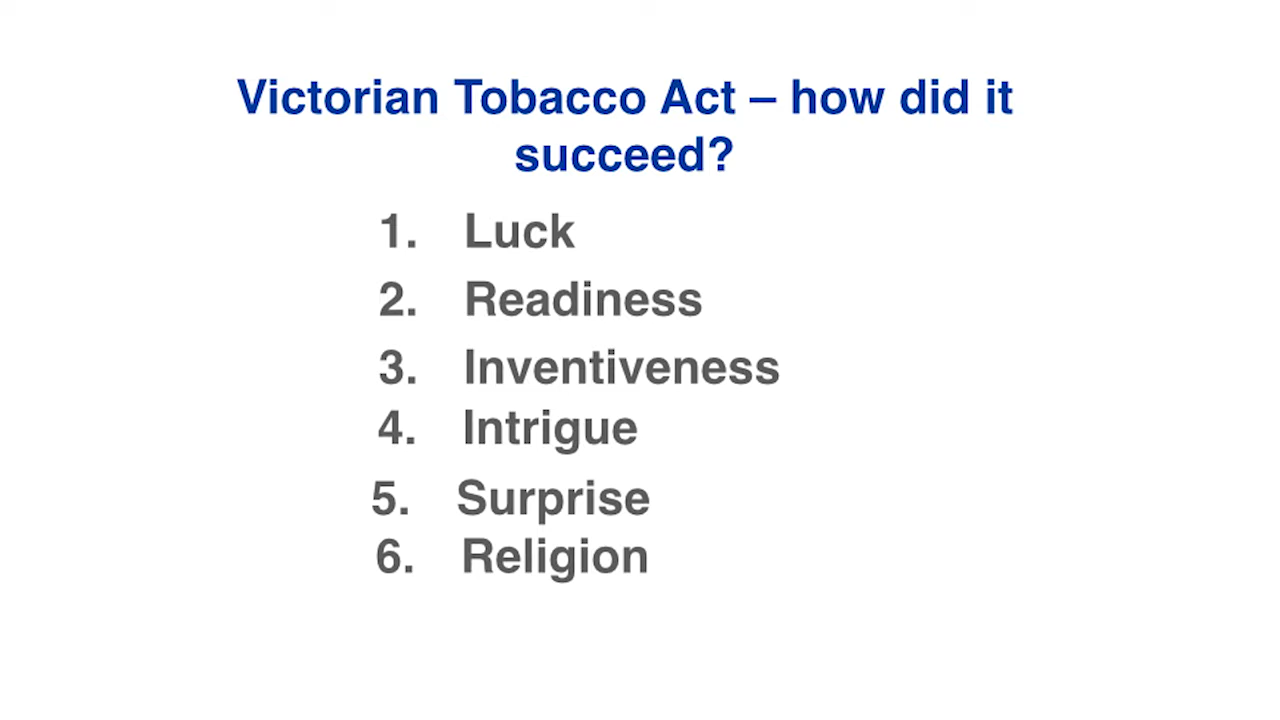 Victorian Tobacco Act – how did it
succeed?
1. Luck
2. Readiness
3. Inventiveness
4. Intrigue
5. Surprise
6. Religion